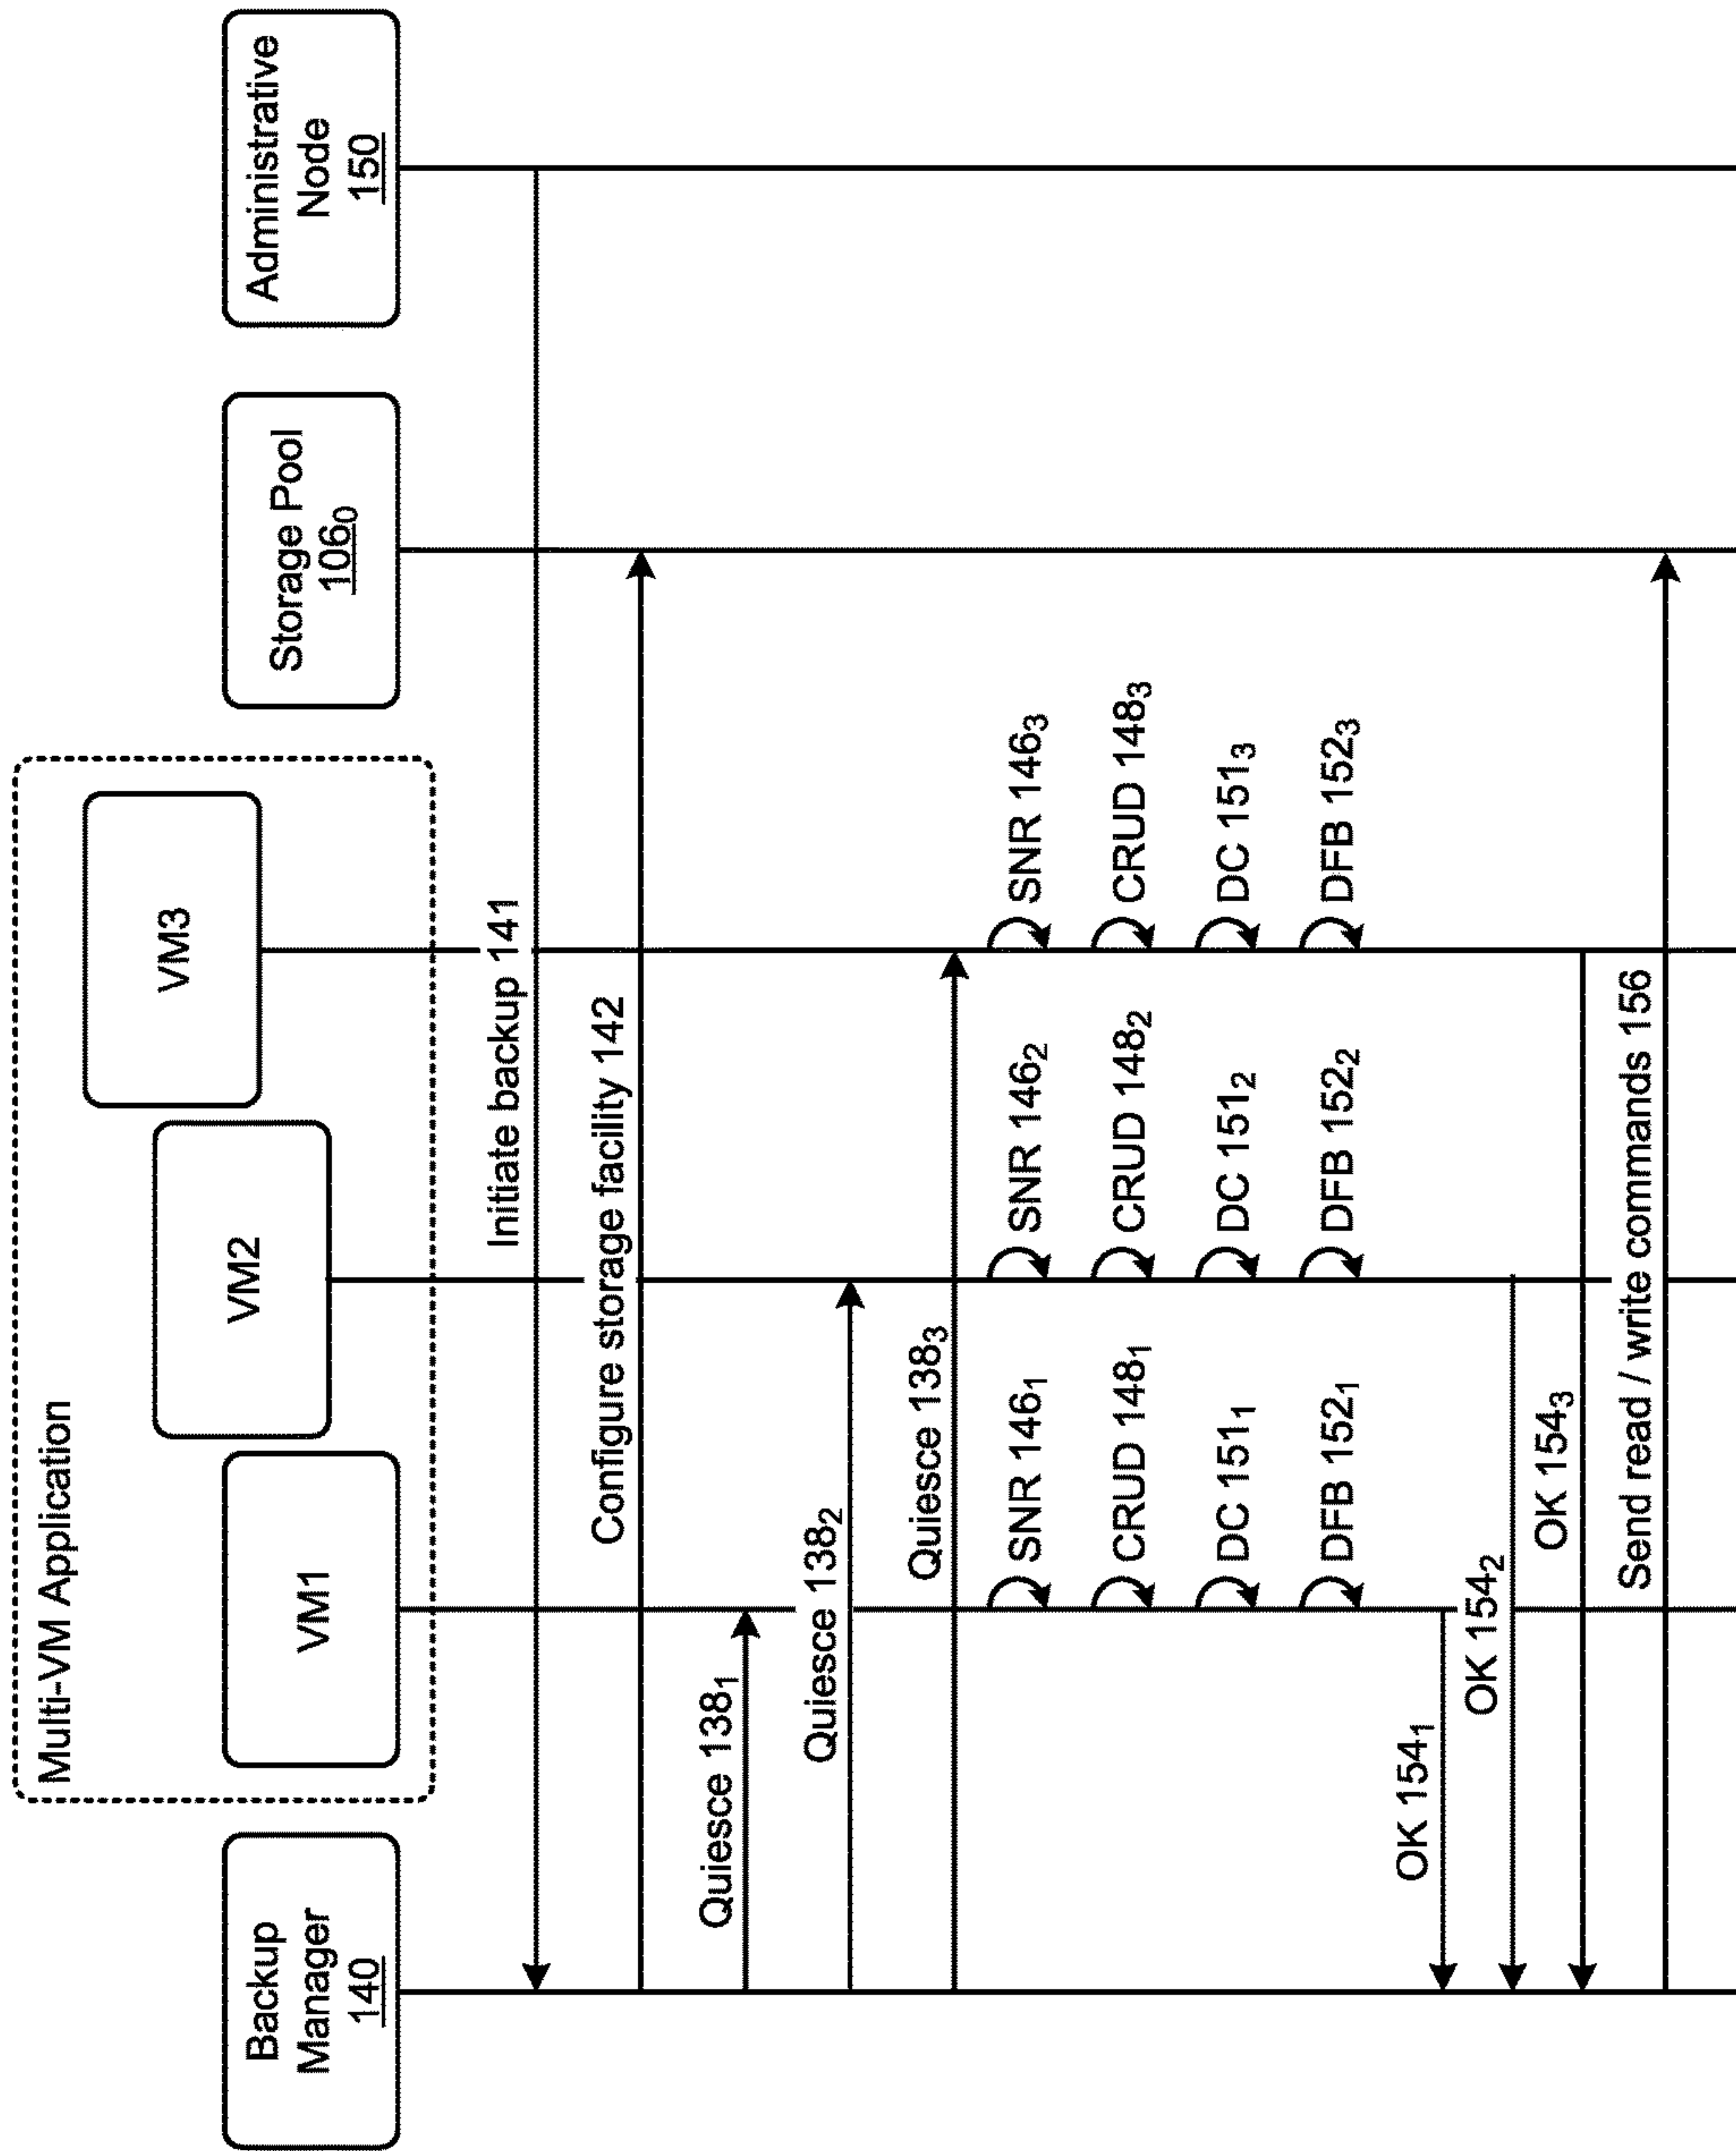 Multi-VM Application
Backup
Manager
140
VM1
VM2
VM3
Storage Pool
106₀
Administrative
Node
150
Initiate backup 141
Configure storage facility 142
Quiesce 138₁
Quiesce 138₂
Quiesce 138₃
SNR 146₁ SNR 146₂ SNR 146₃
CRUD 148₁ CRUD 148₂ CRUD 148₃
DC 151₁ DC 151₂ DC 151₃
DFB 152₁ DFB 152₂ DFB 152₃
OK 154₁
OK 154₂
OK 154₃
Send read / write commands 156